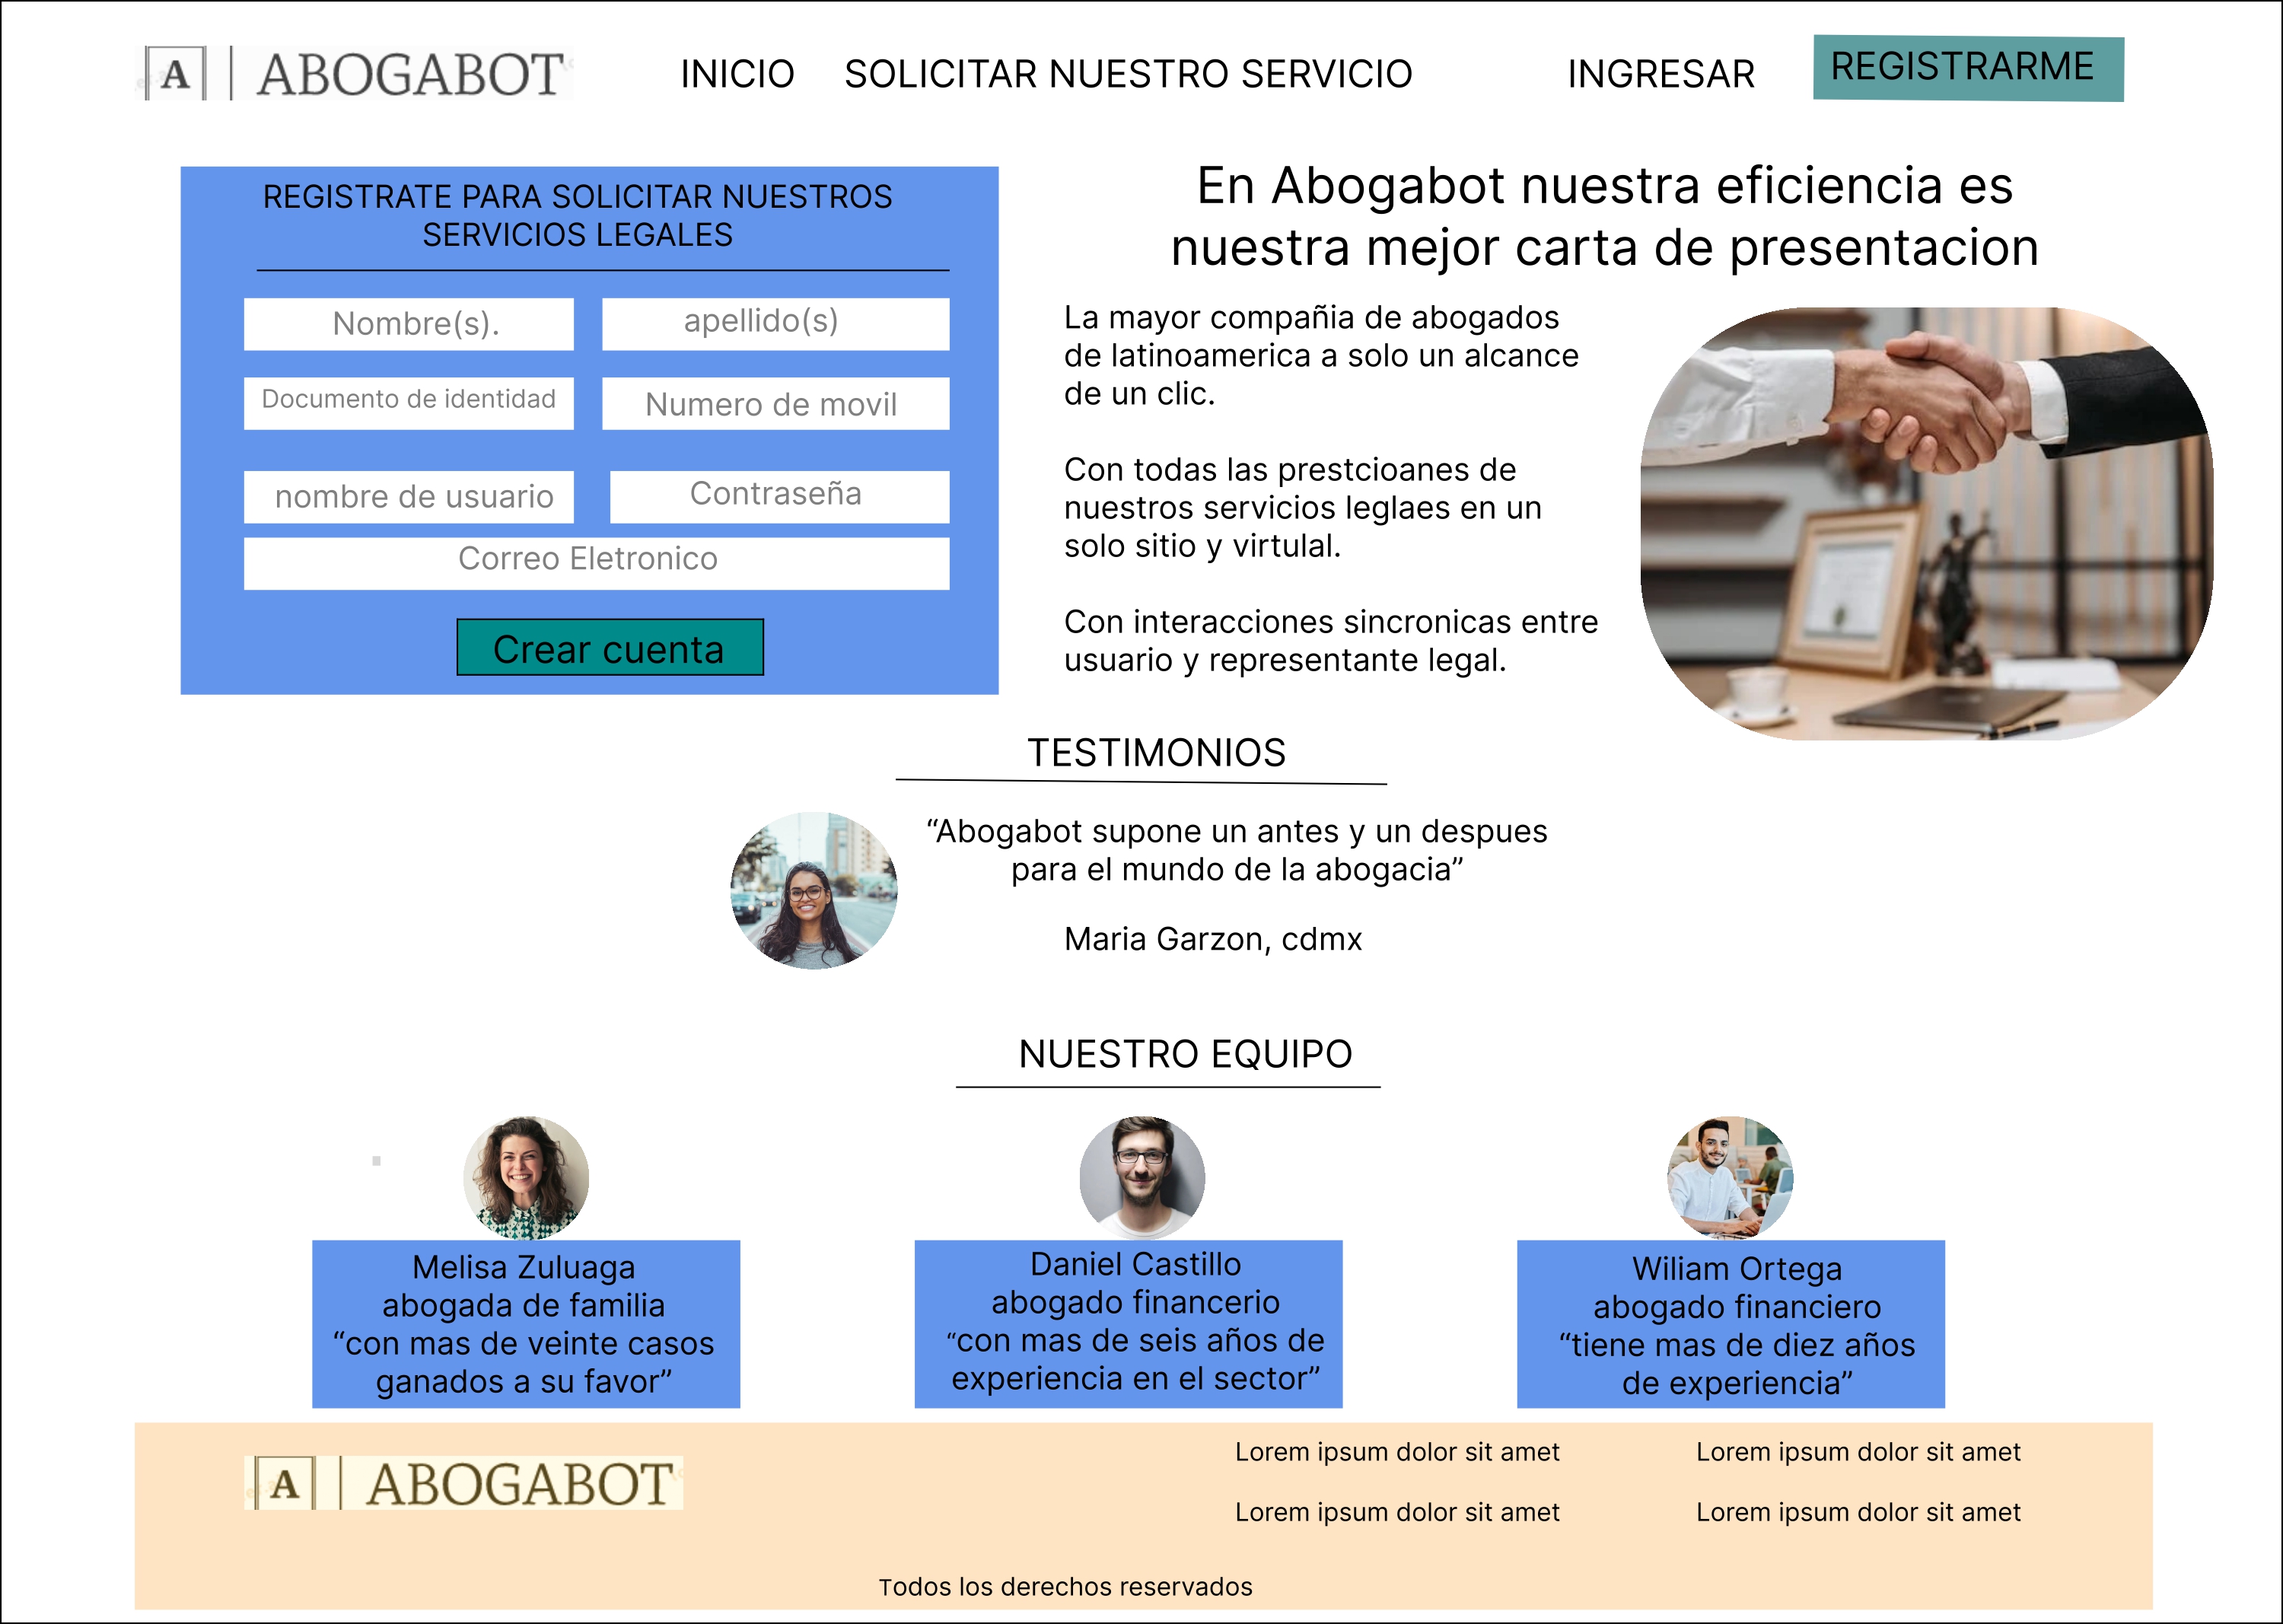 A | ABOGABOT
INICIO
SOLICITAR NUESTRO SERVICIO
INGRESAR
REGISTRARME
REGISTRATE PARA SOLICITAR NUESTROS
SERVICIOS LEGALES
Nombre(s).
apellido(s)
Documento de identidad
Numero de movil
nombre de usuario
Contraseña
Correo Eletronico
Crear cuenta
En Abogabot nuestra eficiencia es
nuestra mejor carta de presentacion
La mayor compañia de abogados
de latinoamerica a solo un alcance
de un clic.
Con todas las prestcioanes de
nuestros servicios leglaes en un
solo sitio y virtulal.
Con interacciones sincronicas entre
usuario y representante legal.
TESTIMONIOS
“Abogabot supone un antes y un despues
para el mundo de la abogacia”
Maria Garzon, cdmx
NUESTRO EQUIPO
Melisa Zuluaga
abogada de familia
“con mas de veinte casos
ganados a su favor”
Daniel Castillo
abogado financerio
“con mas de seis años de
experiencia en el sector”
Wiliam Ortega
abogado financiero
“tiene mas de diez años
de experiencia”
A | ABOGABOT
Lorem ipsum dolor sit amet
Lorem ipsum dolor sit amet
Lorem ipsum dolor sit amet
Lorem ipsum dolor sit amet
Todos los derechos reservados